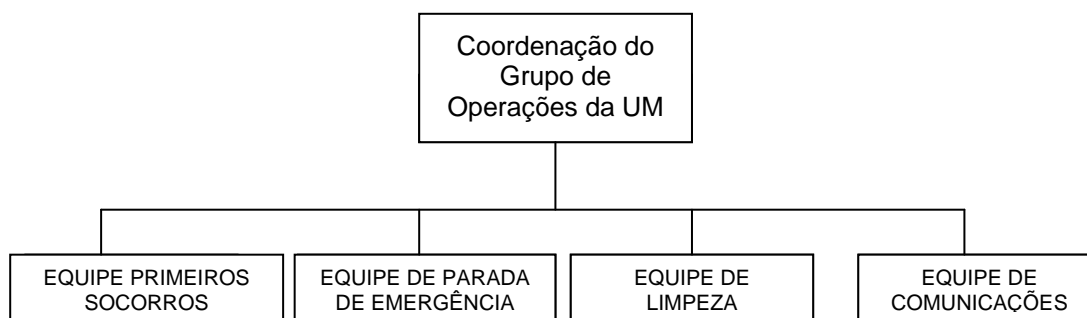 Coordenação do
Grupo de
Operações da UM
EQUIPE PRIMEIROS
SOCORROS
EQUIPE DE PARADA
DE EMERGÊNCIA
EQUIPE DE
LIMPEZA
EQUIPE DE
COMUNICAÇÕES